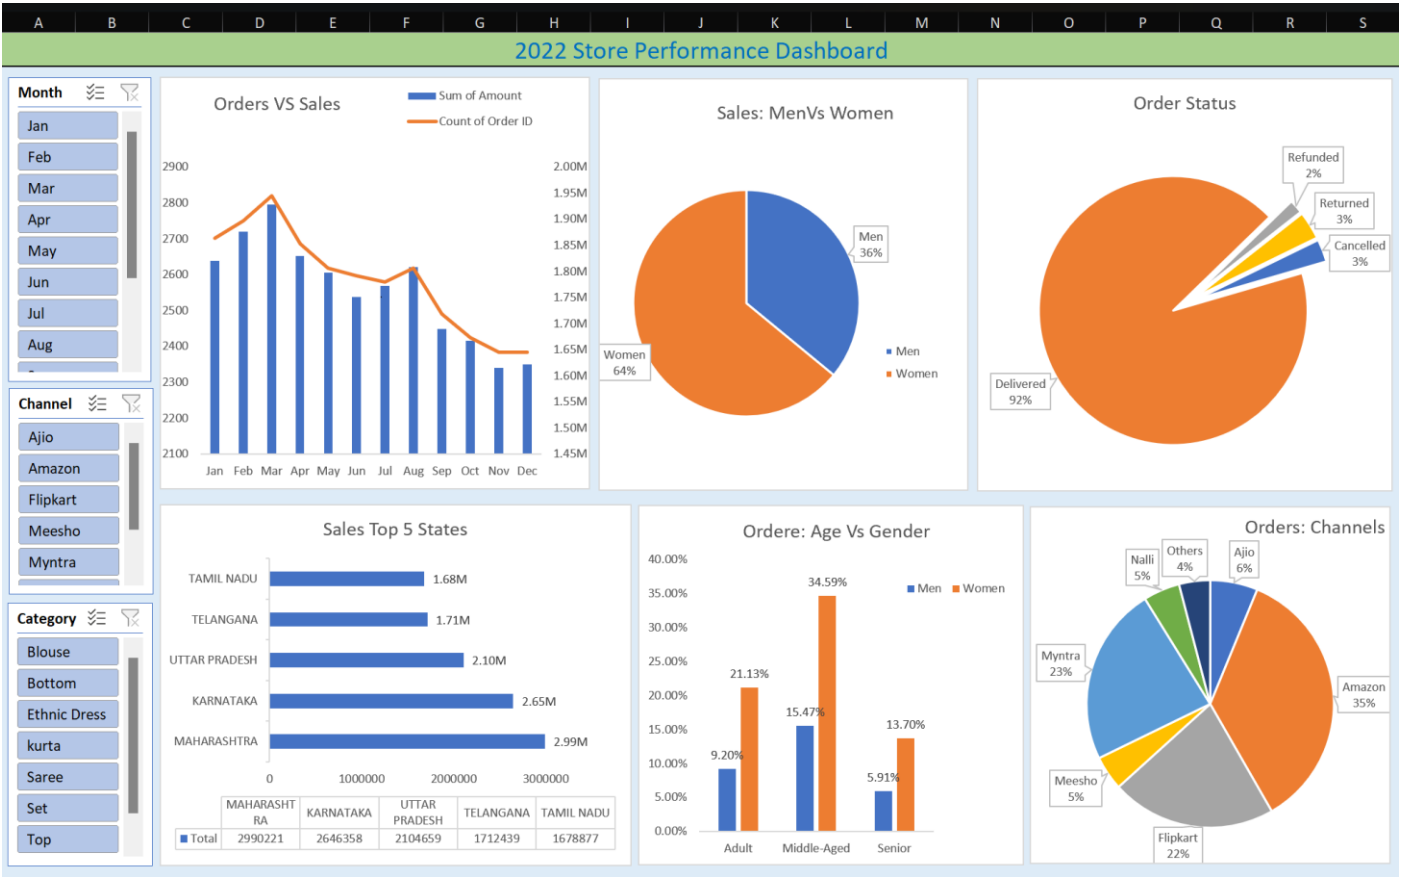 A B C D E F G H I J K L M N O P Q R S
2022 Store Performance Dashboard
Month
Jan
Feb
Mar
Apr
May
Jun
Jul
Aug
Channel
Ajio
Amazon
Flipkart
Meesho
Myntra
Category
Blouse
Bottom
Ethnic Dress
kurta
Saree
Set
Top
Orders VS Sales
Sum of Amount
Count of Order ID
2900
2800
2700
2600
2500
2400
2300
2200
2100
2.00M
1.95M
1.90M
1.85M
1.80M
1.75M
1.70M
1.65M
1.60M
1.55M
1.50M
1.45M
Jan Feb Mar Apr May Jun Jul Aug Sep Oct Nov Dec
Sales: MenVs Women
Men
36%
Women
64%
Men
Women
Order Status
Refunded
2%
Returned
3%
Cancelled
3%
Delivered
92%
Sales Top 5 States
TAMIL NADU 1.68M
TELANGANA 1.71M
UTTAR PRADESH 2.10M
KARNATAKA 2.65M
MAHARASHTRA 2.99M
0 1000000 2000000 3000000
MAHARASHT
RA
KARNATAKA
UTTAR
PRADESH
TELANGANA
TAMIL NADU
Total 2990221 2646358 2104659 1712439 1678877
Ordere: Age Vs Gender
Men Women
40.00%
35.00%
30.00%
25.00%
20.00%
15.00%
10.00%
5.00%
0.00%
9.20%
21.13%
15.47%
34.59%
5.91%
13.70%
Adult Middle-Aged Senior
Orders: Channels
Nalli
5%
Others
4%
Ajio
6%
Myntra
23%
Amazon
35%
Meesho
5%
Flipkart
22%